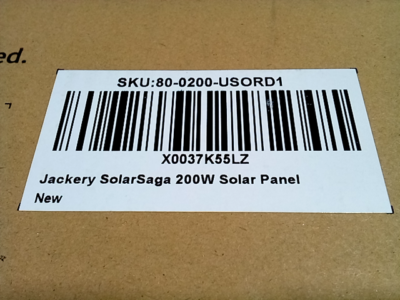 ed.
SKU:80-0200-USORD1
X0037K55LZ
Jackery SolarSaga 200W Solar Panel
New